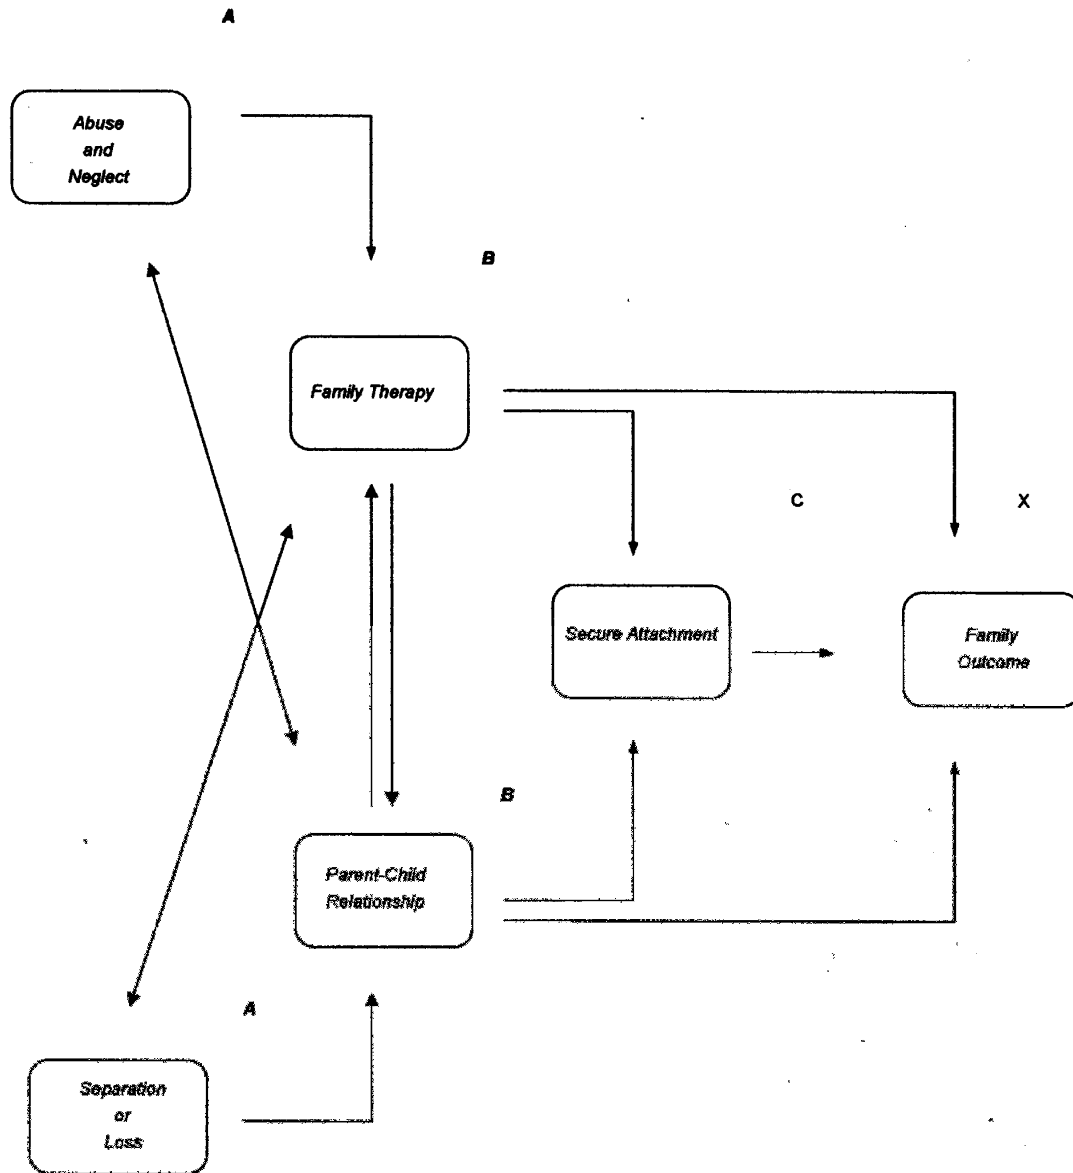 A
Abuse
and
Neglect
B
Family Therapy
C
X
Secure Attachment
Family
Outcome
B
Parent-Child
Relationship
A
Separation
or
Loss